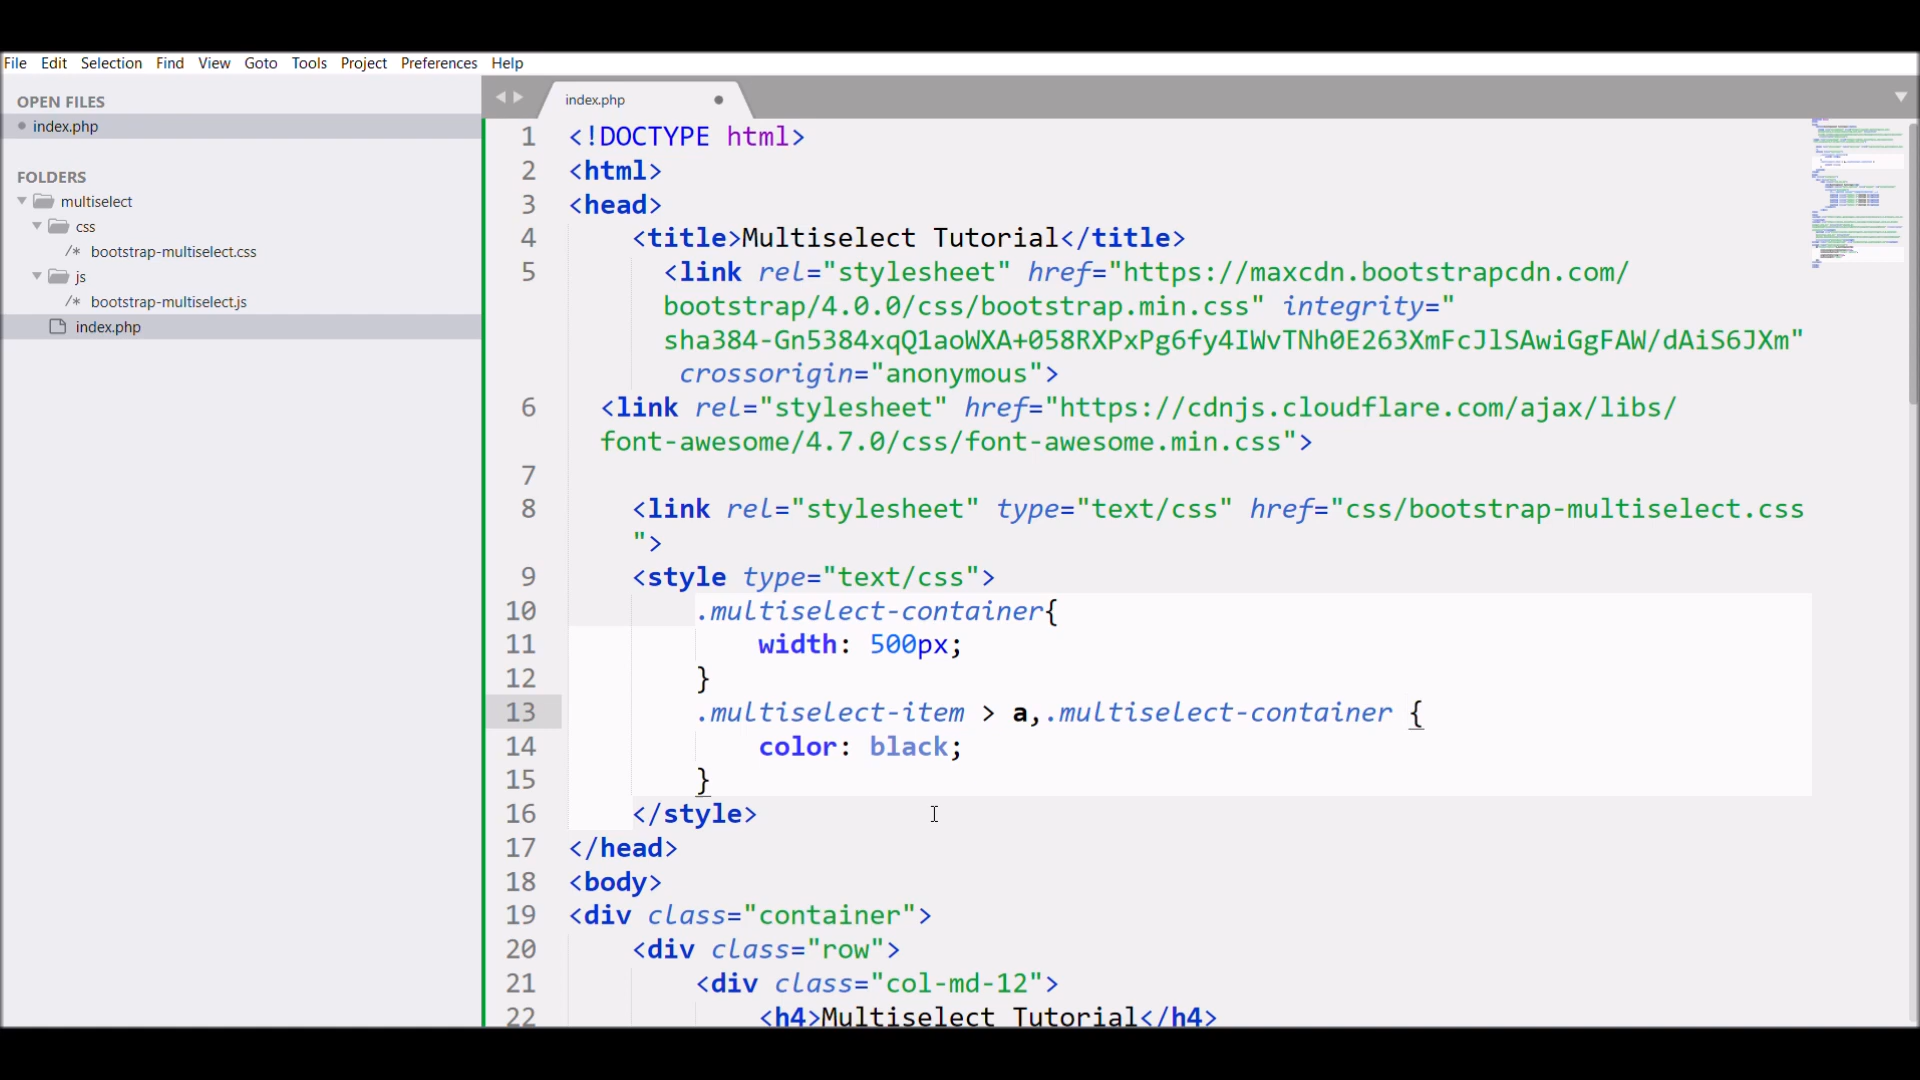 File Edit Selection Find View Goto Tools Project Preferences Help
OPEN FILES
index.php
FOLDERS
multiselect
css
/* bootstrap-multiselect.css
js
/* bootstrap-multiselect.js
index.php
index.php
1 <!DOCTYPE html>
2 <html>
3 <head>
4 <title>Multiselect Tutorial</title>
5 <link rel="stylesheet" href="https://maxcdn.bootstrapcdn.com/
bootstrap/4.0.0/css/bootstrap.min.css" integrity="
sha384-Gn5384xqQ1aoWXA+058RXPxPg6fy4IWvTNh0E263XmFcJlSAwiGgFAW/dAiS6JXm"
crossorigin="anonymous">
6 <link rel="stylesheet" href="https://cdnjs.cloudflare.com/ajax/libs/
font-awesome/4.7.0/css/font-awesome.min.css">
7
8 <link rel="stylesheet" type="text/css" href="css/bootstrap-multiselect.css
">
9 <style type="text/css">
10 .multiselect-container{
11 width: 500px;
12 }
13 .multiselect-item > a,.multiselect-container {
14 color: black;
15 }
16 </style>
17 </head>
18 <body>
19 <div class="container">
20 <div class="row">
21 <div class="col-md-12">
22 <h4>Multiselect Tutorial</h4>